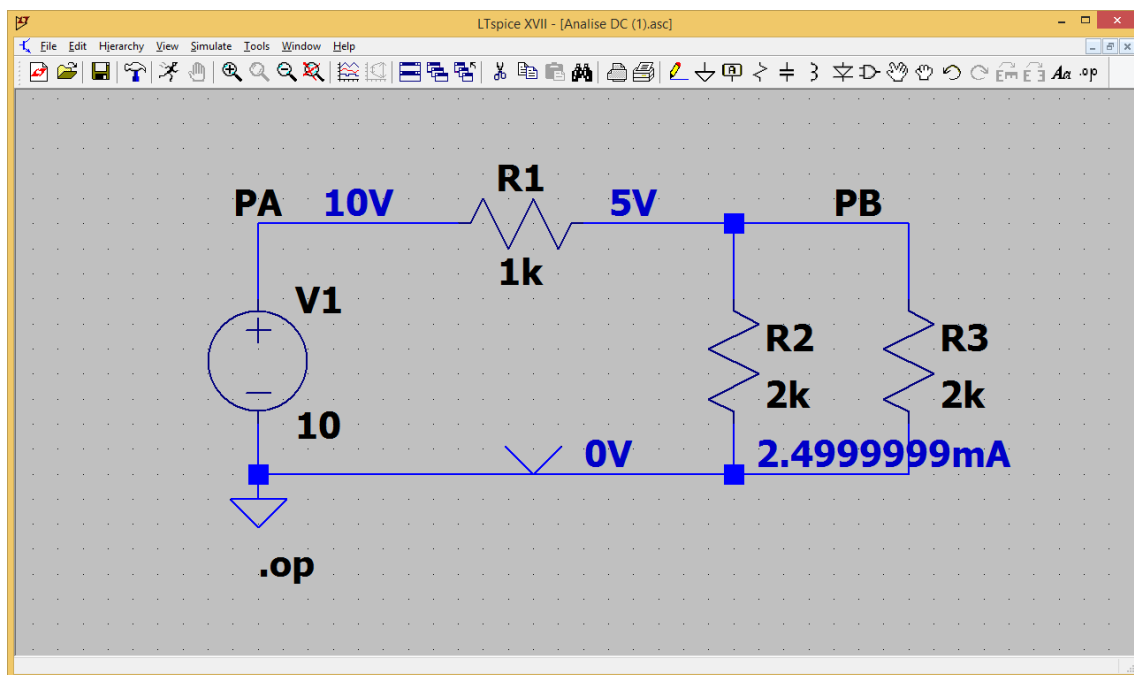 LTspice XVII - [Analise DC (1).asc]
File Edit Hierarchy View Simulate Tools Window Help
Aa .op
R1
PA 10V 5V PB
1k
V1
R2 R3
2k 2k
10
0V 2.4999999mA
.op